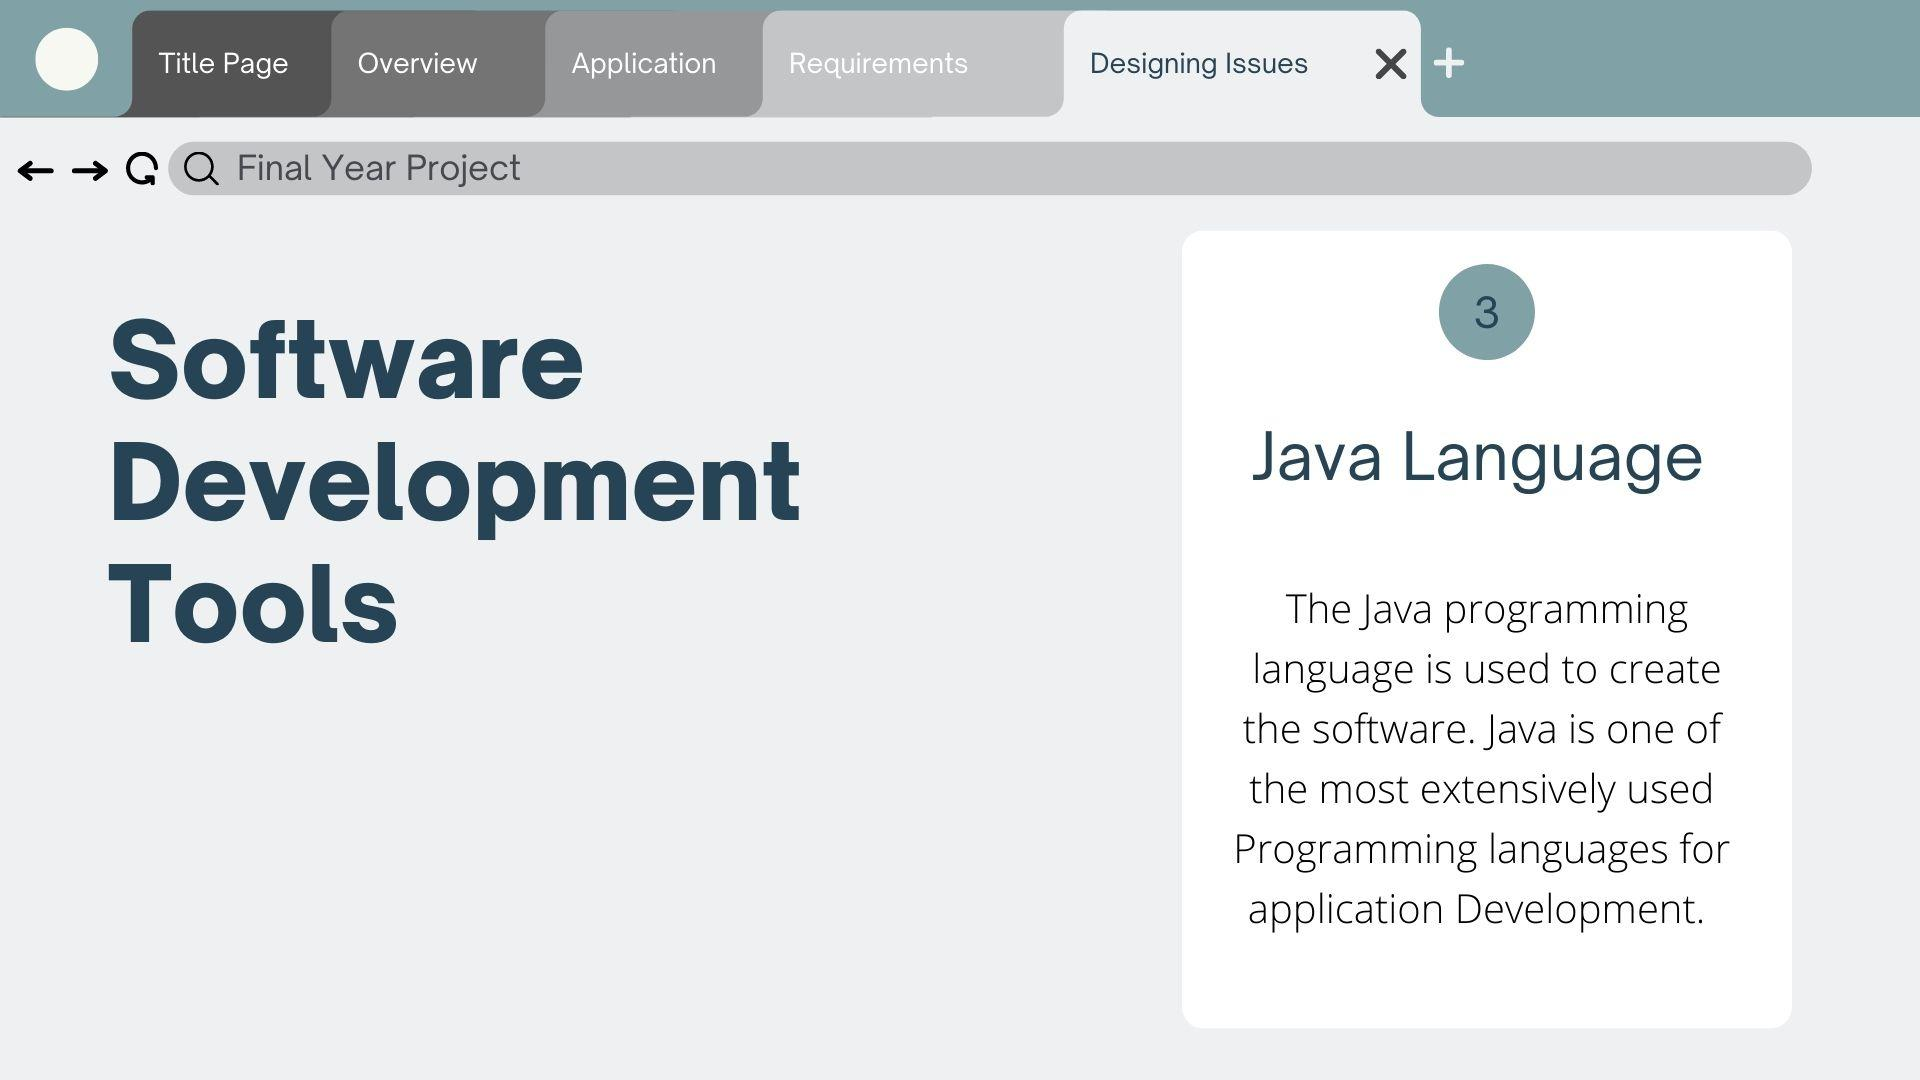 Title Page
Overview
Application
Requirements
Designing Issues
Final Year Project
Software
Development
Tools
3
Java Language
The Java programming
language is used to create
the software. Java is one of
the most extensively used
Programming languages for
application Development.